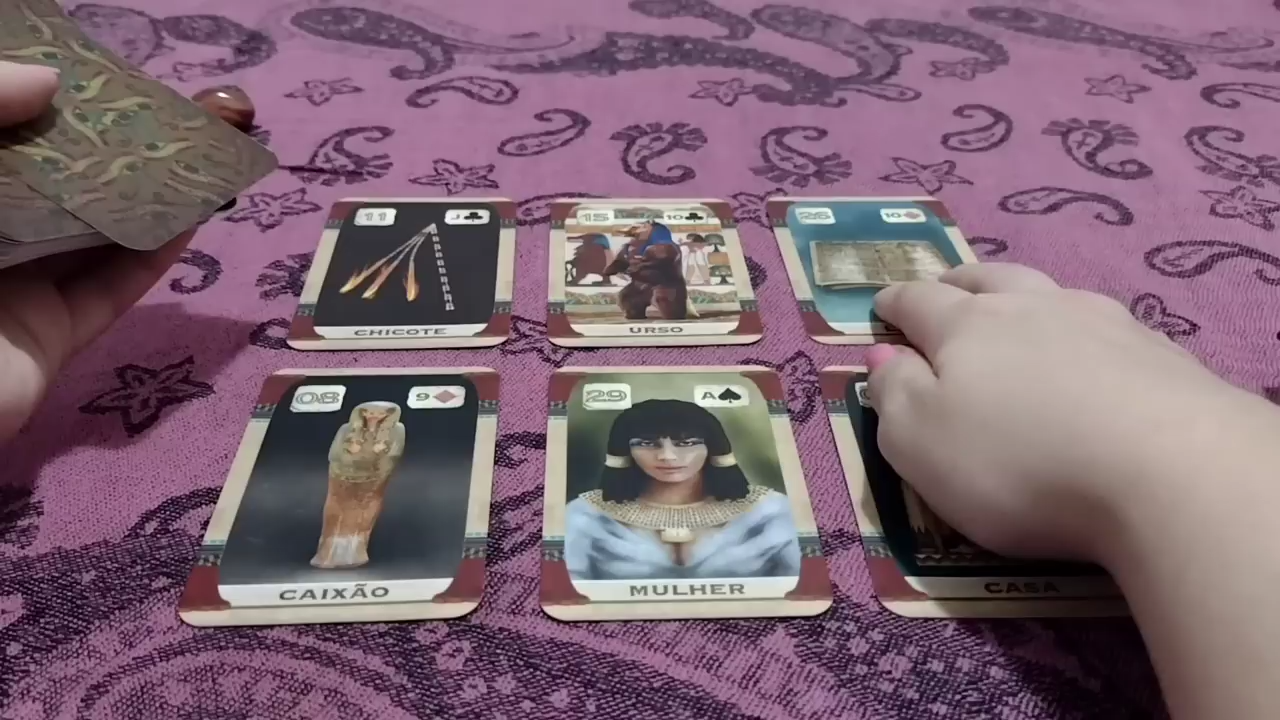 11 J♣
CHICOTE
15 10♣
URSO
26 10♦
08 9♦
CAIXÃO
29 A♠
MULHER
CASA